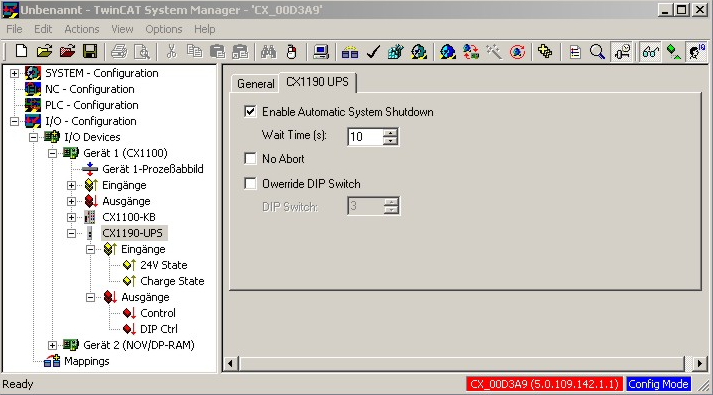 Unbenannt - TwinCAT System Manager - 'CX_00D3A9'
File Edit Actions View Options Help
SYSTEM - Configuration
NC - Configuration
PLC - Configuration
I/O - Configuration
I/O Devices
Gerät 1 (CX1100)
Gerät 1-Prozeßabbild
Eingänge
Ausgänge
CX1100-KB
CX1190-UPS
Eingänge
24V State
Charge State
Ausgänge
Control
DIP Ctrl
Gerät 2 (NOV/DP-RAM)
Mappings
General CX1190 UPS
Enable Automatic System Shutdown
Wait Time (s): 10
No Abort
Owerride DIP Switch
DIP Switch: 3
Ready CX_00D3A9 (5.0.109.142.1.1) Config Mode